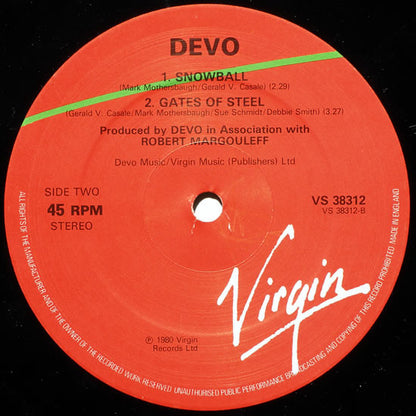 DEVO
1. SNOWBALL
(Mark Mothersbaugh/Gerald V. Casale) (2.29)
2. GATES OF STEEL
(Gerald V. Casale/Mark Mothersbaugh/Sue Schmidt/Debbie Smith) (3.27)
Produced by DEVO in Association with
ROBERT MARGOULEFF
Devo Music/Virgin Music (Publishers) Ltd
SIDE TWO
45 RPM
STEREO
VS 38312
VS 38312-B
Virgin
℗ 1980 Virgin
Records Ltd
ALL RIGHTS OF THE MANUFACTURER AND OF THE OWNER OF THE RECORDED WORK RESERVED UNAUTHORISED PUBLIC PERFORMANCE BROADCASTING AND COPYING OF THIS RECORD PROHIBITED MADE IN ENGLAND